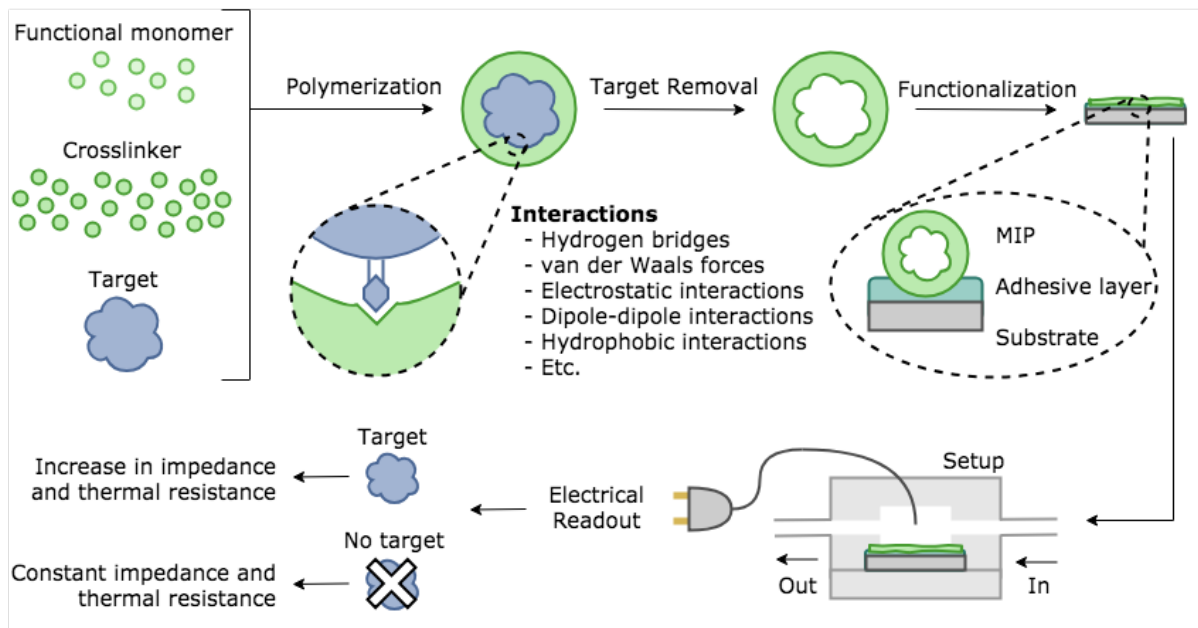 Functional monomer
Crosslinker
Target
Polymerization
Target Removal
Functionalization
Interactions
- Hydrogen bridges
- van der Waals forces
- Electrostatic interactions
- Dipole-dipole interactions
- Hydrophobic interactions
- Etc.
MIP
Adhesive layer
Substrate
Setup
In
Out
Electrical
Readout
Target
Increase in impedance
and thermal resistance
No target
Constant impedance and
thermal resistance